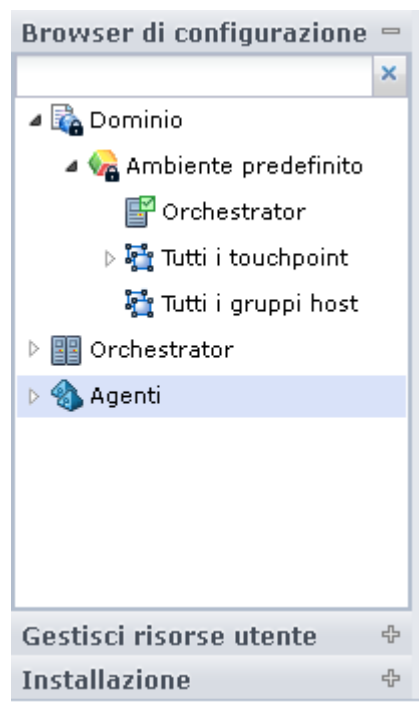 Browser di configurazione
Dominio
Ambiente predefinito
Orchestrator
Tutti i touchpoint
Tutti i gruppi host
Orchestrator
Agenti
Gestisci risorse utente
Installazione